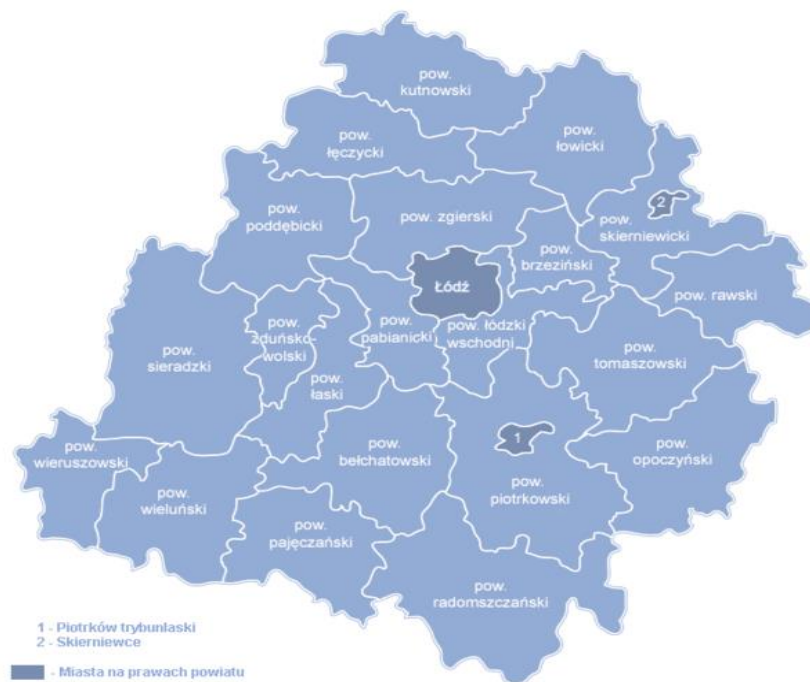 pow.
kutnowski
pow.
łęczycki
pow.
łowicki
pow.
poddębicki
pow. zgierski
2
pow.
skierniewicki
pow.
brzeziński
Łódź
pow. rawski
pow.
sieradzki
pow.
zduńsko-
wolski
pow.
pabianicki
pow. łódzki
wschodni
pow.
tomaszowski
pow.
łaski
pow.
wieruszowski
pow.
wieluński
pow.
bełchatowski
1
pow.
piotrkowski
pow.
opoczyński
pow.
pajęczański
pow.
radomszczański
1 - Piotrków trybunlaski
2 - Skierniewce
- Miasta na prawach powiatu